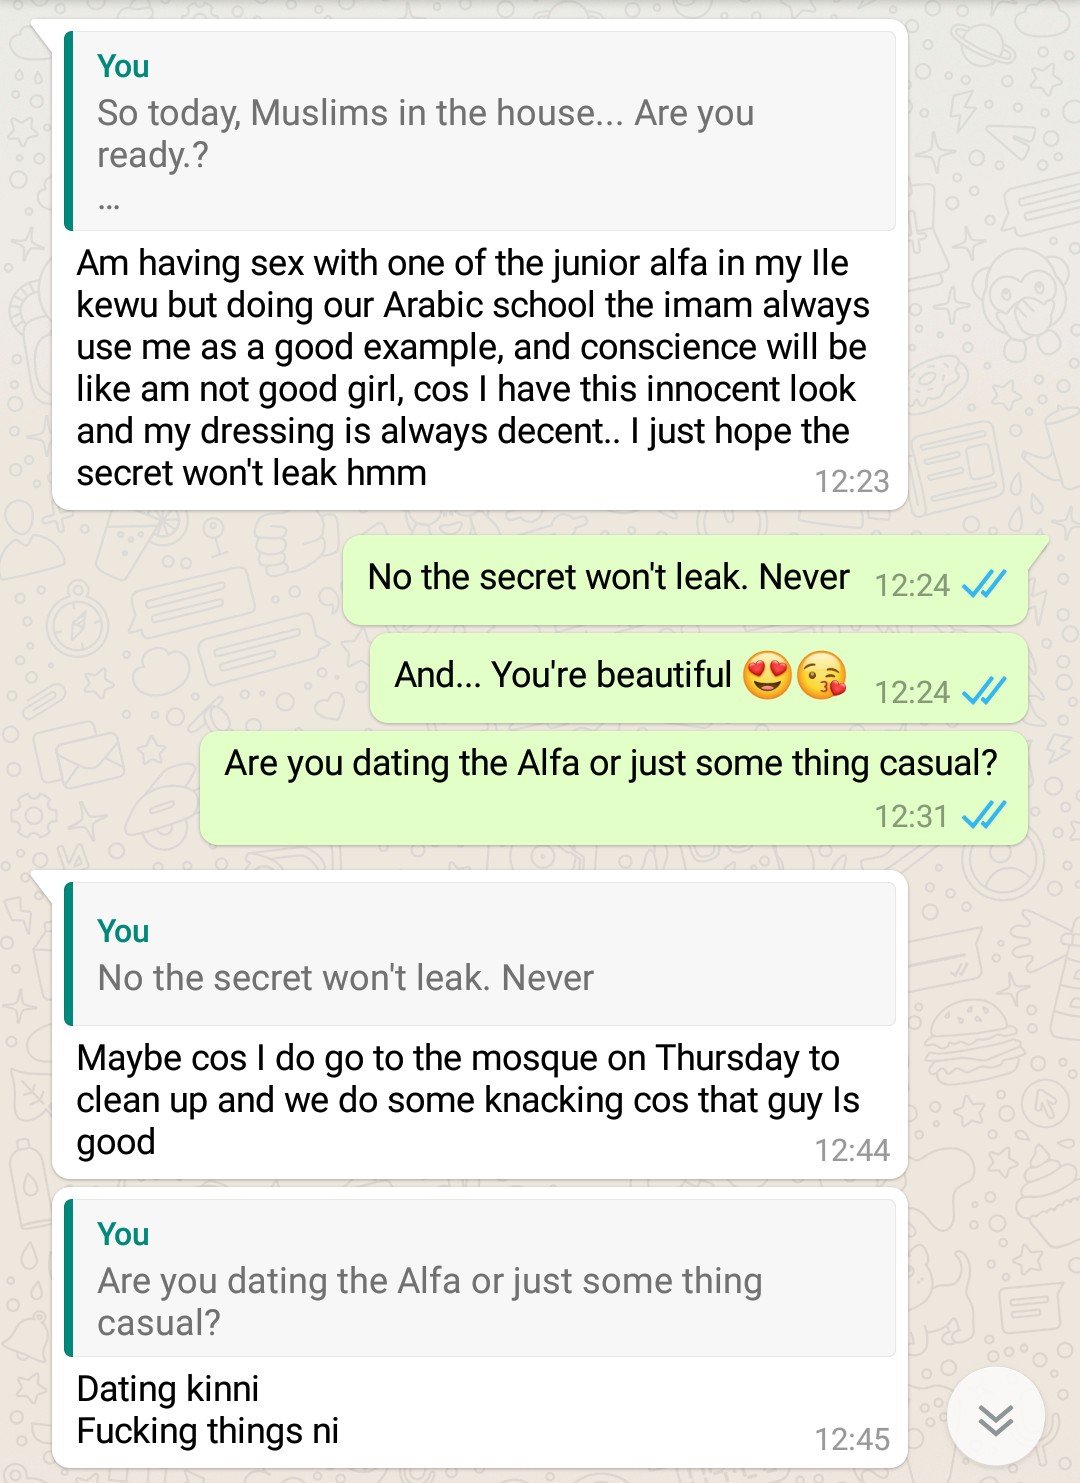 You
So today, Muslims in the house... Are you
ready.?
...
Am having sex with one of the junior alfa in my Ile
kewu but doing our Arabic school the imam always
use me as a good example, and conscience will be
like am not good girl, cos I have this innocent look
and my dressing is always decent.. I just hope the
secret won't leak hmm
12:23
No the secret won't leak. Never
12:24
And... You're beautiful 😍😘
12:24
Are you dating the Alfa or just some thing casual?
12:31
You
No the secret won't leak. Never
Maybe cos I do go to the mosque on Thursday to
clean up and we do some knacking cos that guy Is
good
12:44
You
Are you dating the Alfa or just some thing
casual?
Dating kinni
Fucking things ni
12:45